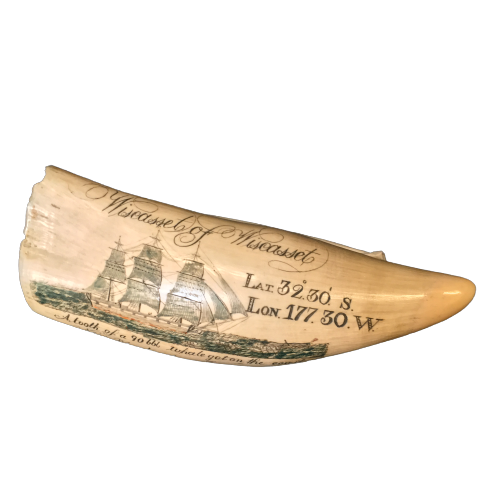 Wiscasset of Wiscasset
LAT. 32°.30'. S.
LON. 177.30. W.
A tooth of a 90 bbl. whale got on the